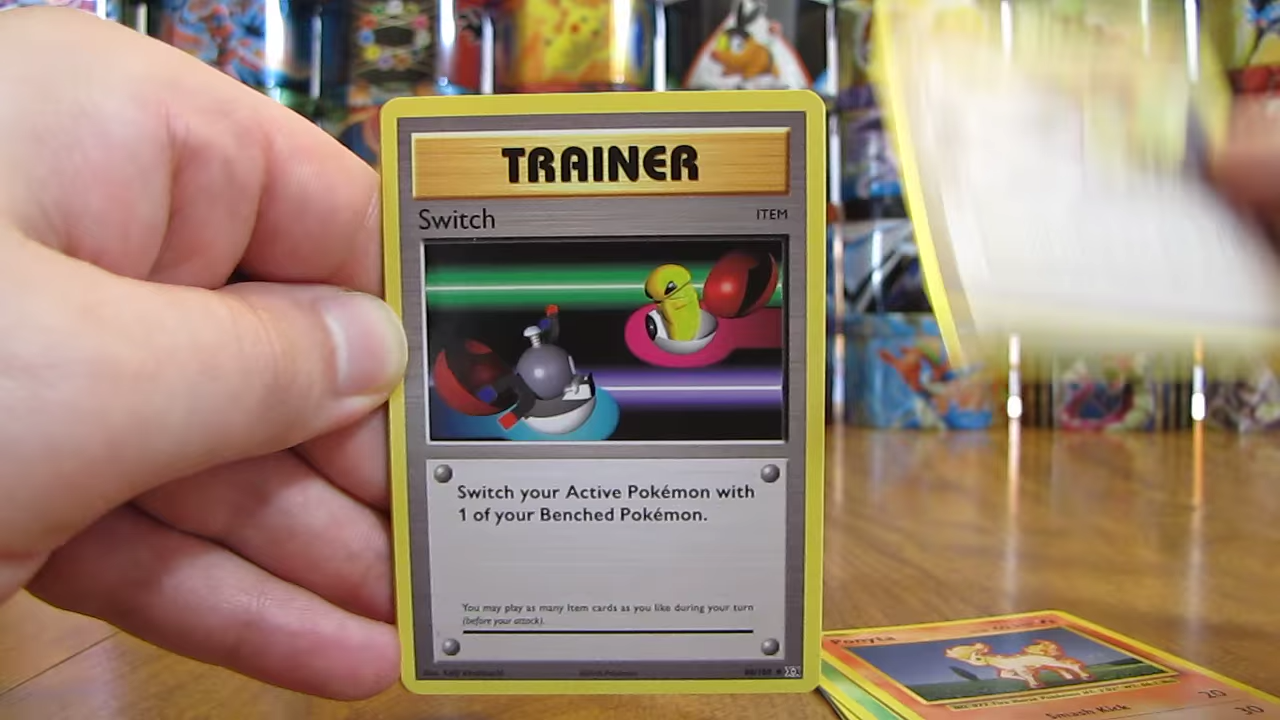 TRAINER
Switch
ITEM
Switch your Active Pokémon with
1 of your Benched Pokémon.
You may play as many Item cards as you like during your turn
(before your attack).
Ponyta
Smash Kick
20
30